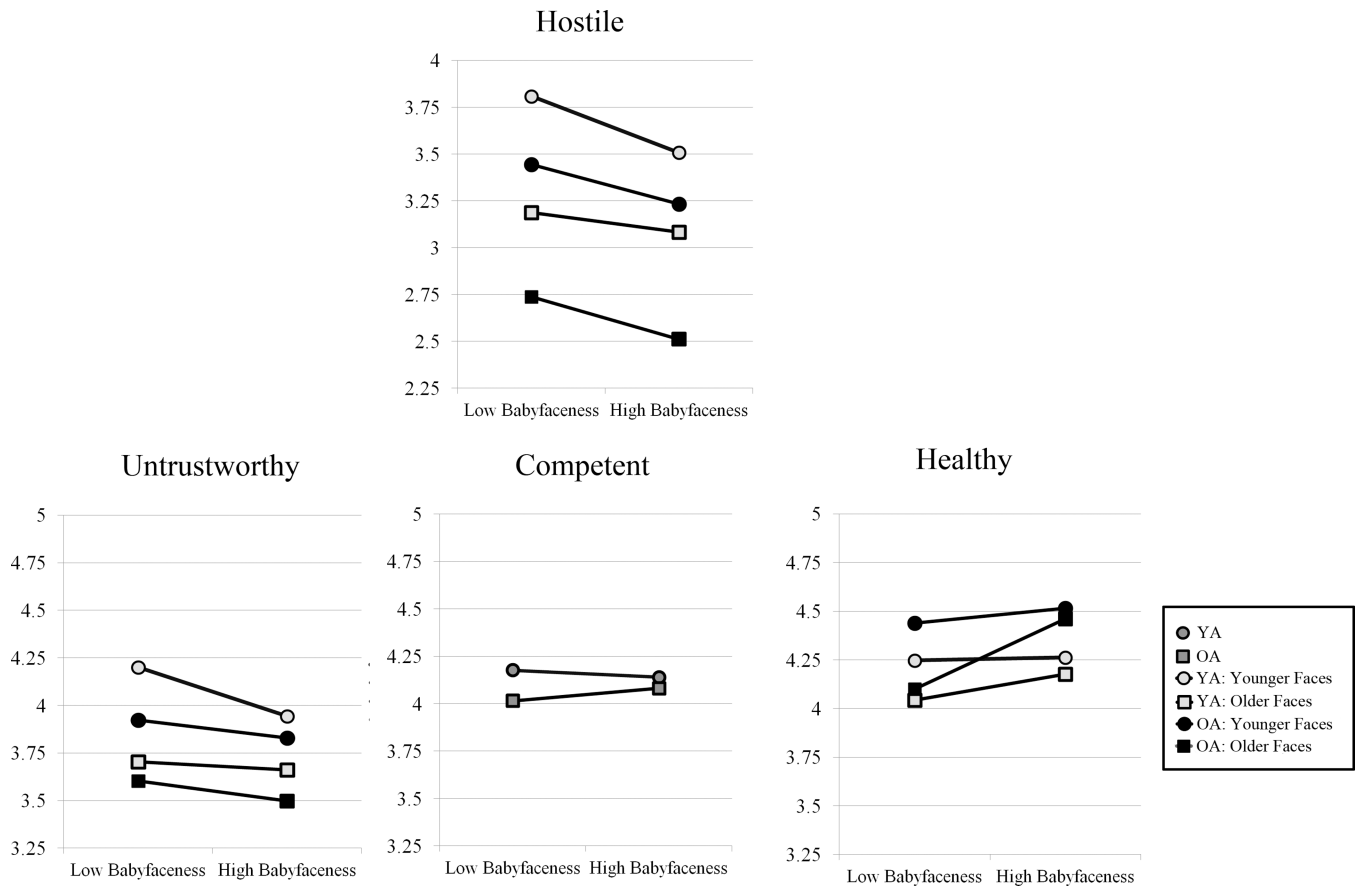 Hostile
4
3.75
3.5
3.25
3
2.75
2.5
2.25
Low Babyfaceness High Babyfaceness
Untrustworthy
5
4.75
4.5
4.25
4
3.75
3.5
3.25
Low Babyfaceness High Babyfaceness
Competent
5
4.75
4.5
4.25
4
3.75
3.5
3.25
Low Babyfaceness High Babyfaceness
Healthy
5
4.75
4.5
4.25
4
3.75
3.5
3.25
Low Babyfaceness High Babyfaceness
YA
OA
YA: Younger Faces
YA: Older Faces
OA: Younger Faces
OA: Older Faces